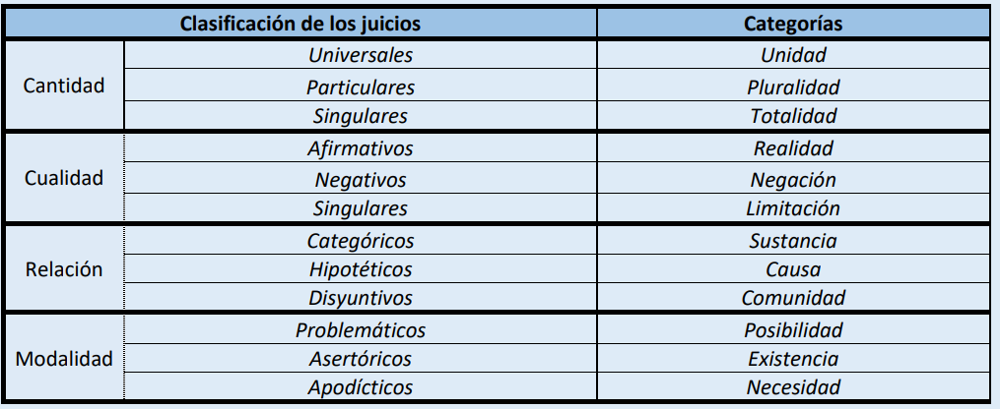 Clasificación de los juicios Categorías
Cantidad
Universales Unidad
Particulares Pluralidad
Singulares Totalidad
Cualidad
Afirmativos Realidad
Negativos Negación
Singulares Limitación
Relación
Categóricos Sustancia
Hipotéticos Causa
Disyuntivos Comunidad
Modalidad
Problemáticos Posibilidad
Asertóricos Existencia
Apodícticos Necesidad